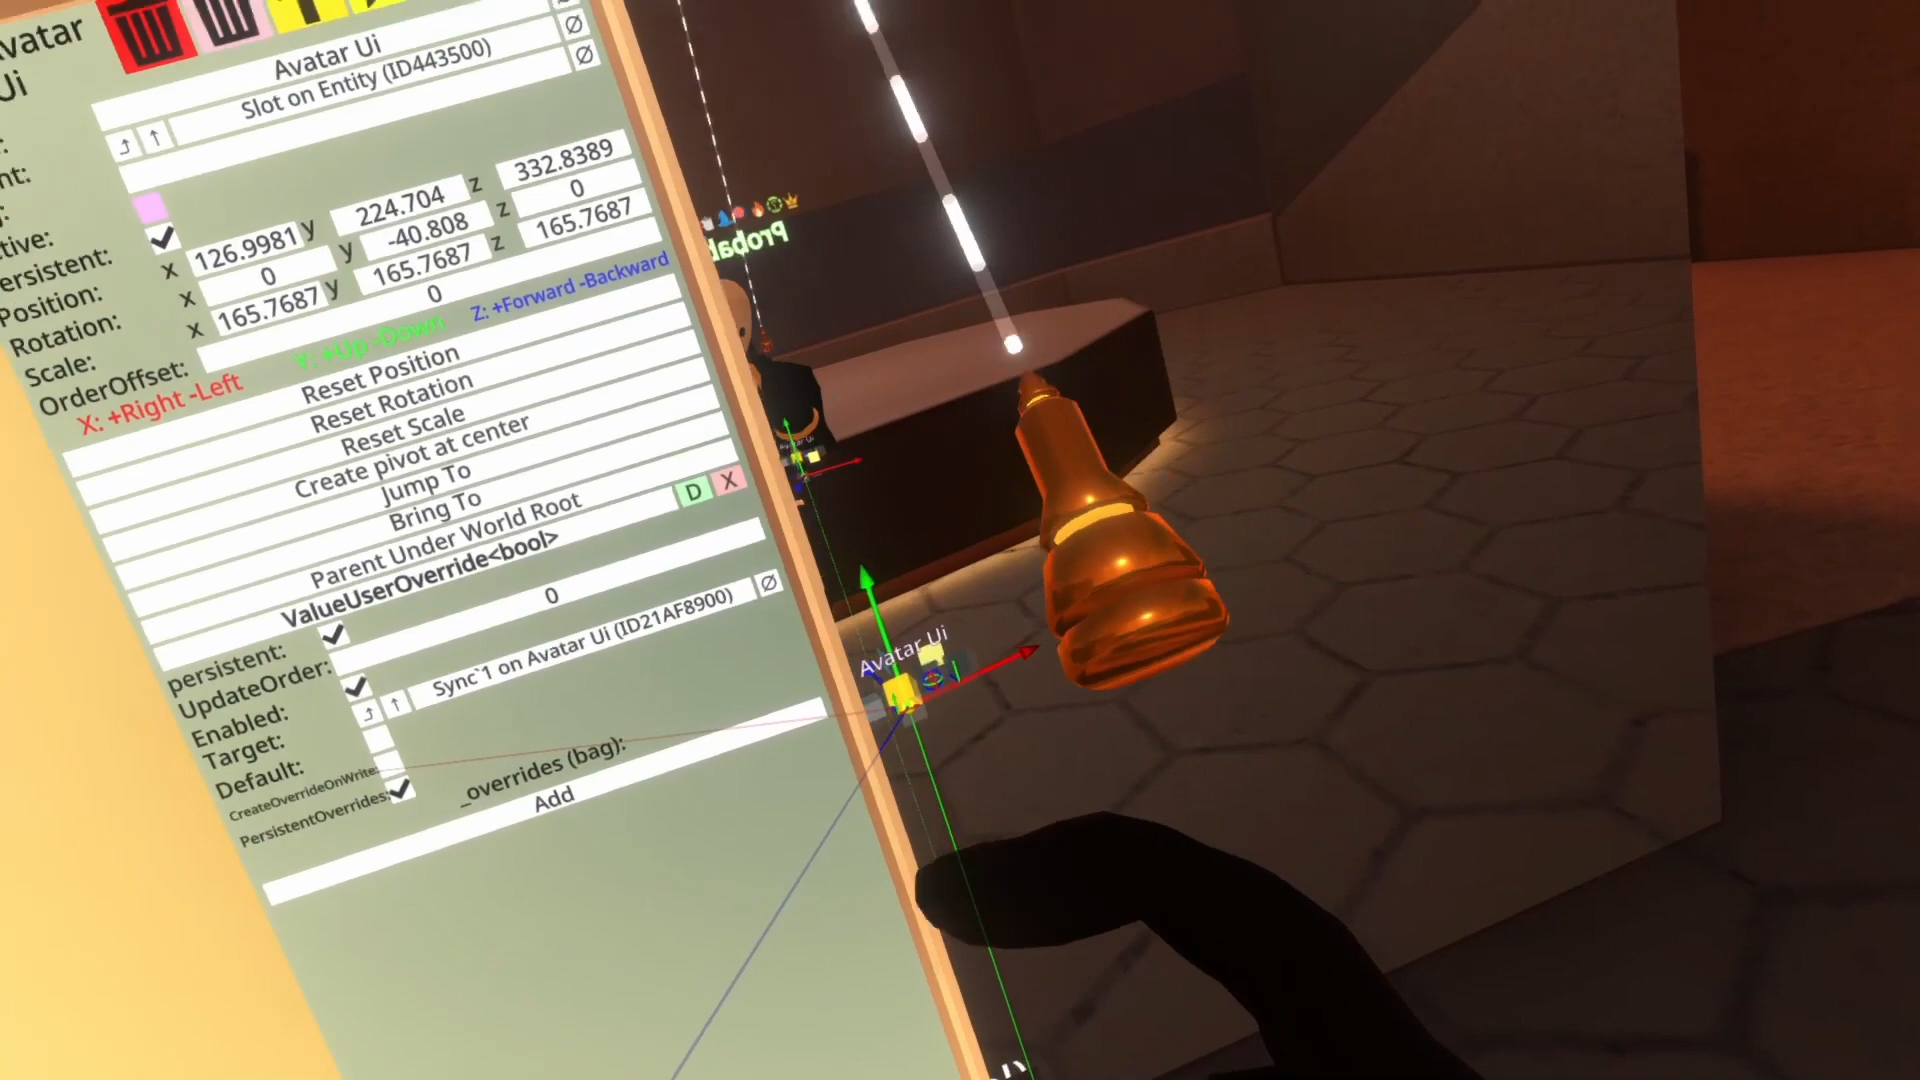 Avatar
Ui
Avatar Ui
Slot on Entity (ID443500)
Persistent:
Position: x 126.9981 y 224.704 z 332.8389
Rotation: x 0 y -40.808 z 0
Scale: x 165.7687 y 165.7687 z 165.7687
OrderOffset: 0
X: +Right -Left Y: +Up -Down Z: +Forward -Backward
Reset Position
Reset Rotation
Reset Scale
Create pivot at center
Jump To
Bring To
Parent Under World Root
ValueUserOverride<bool> D X
persistent:
UpdateOrder: 0
Enabled:
Target: Sync`1 on Avatar Ui (ID21AF8900)
Default:
CreateOverrideOnWrite:
PersistentOverrides:
_overrides (bag):
Add
Avatar Ui